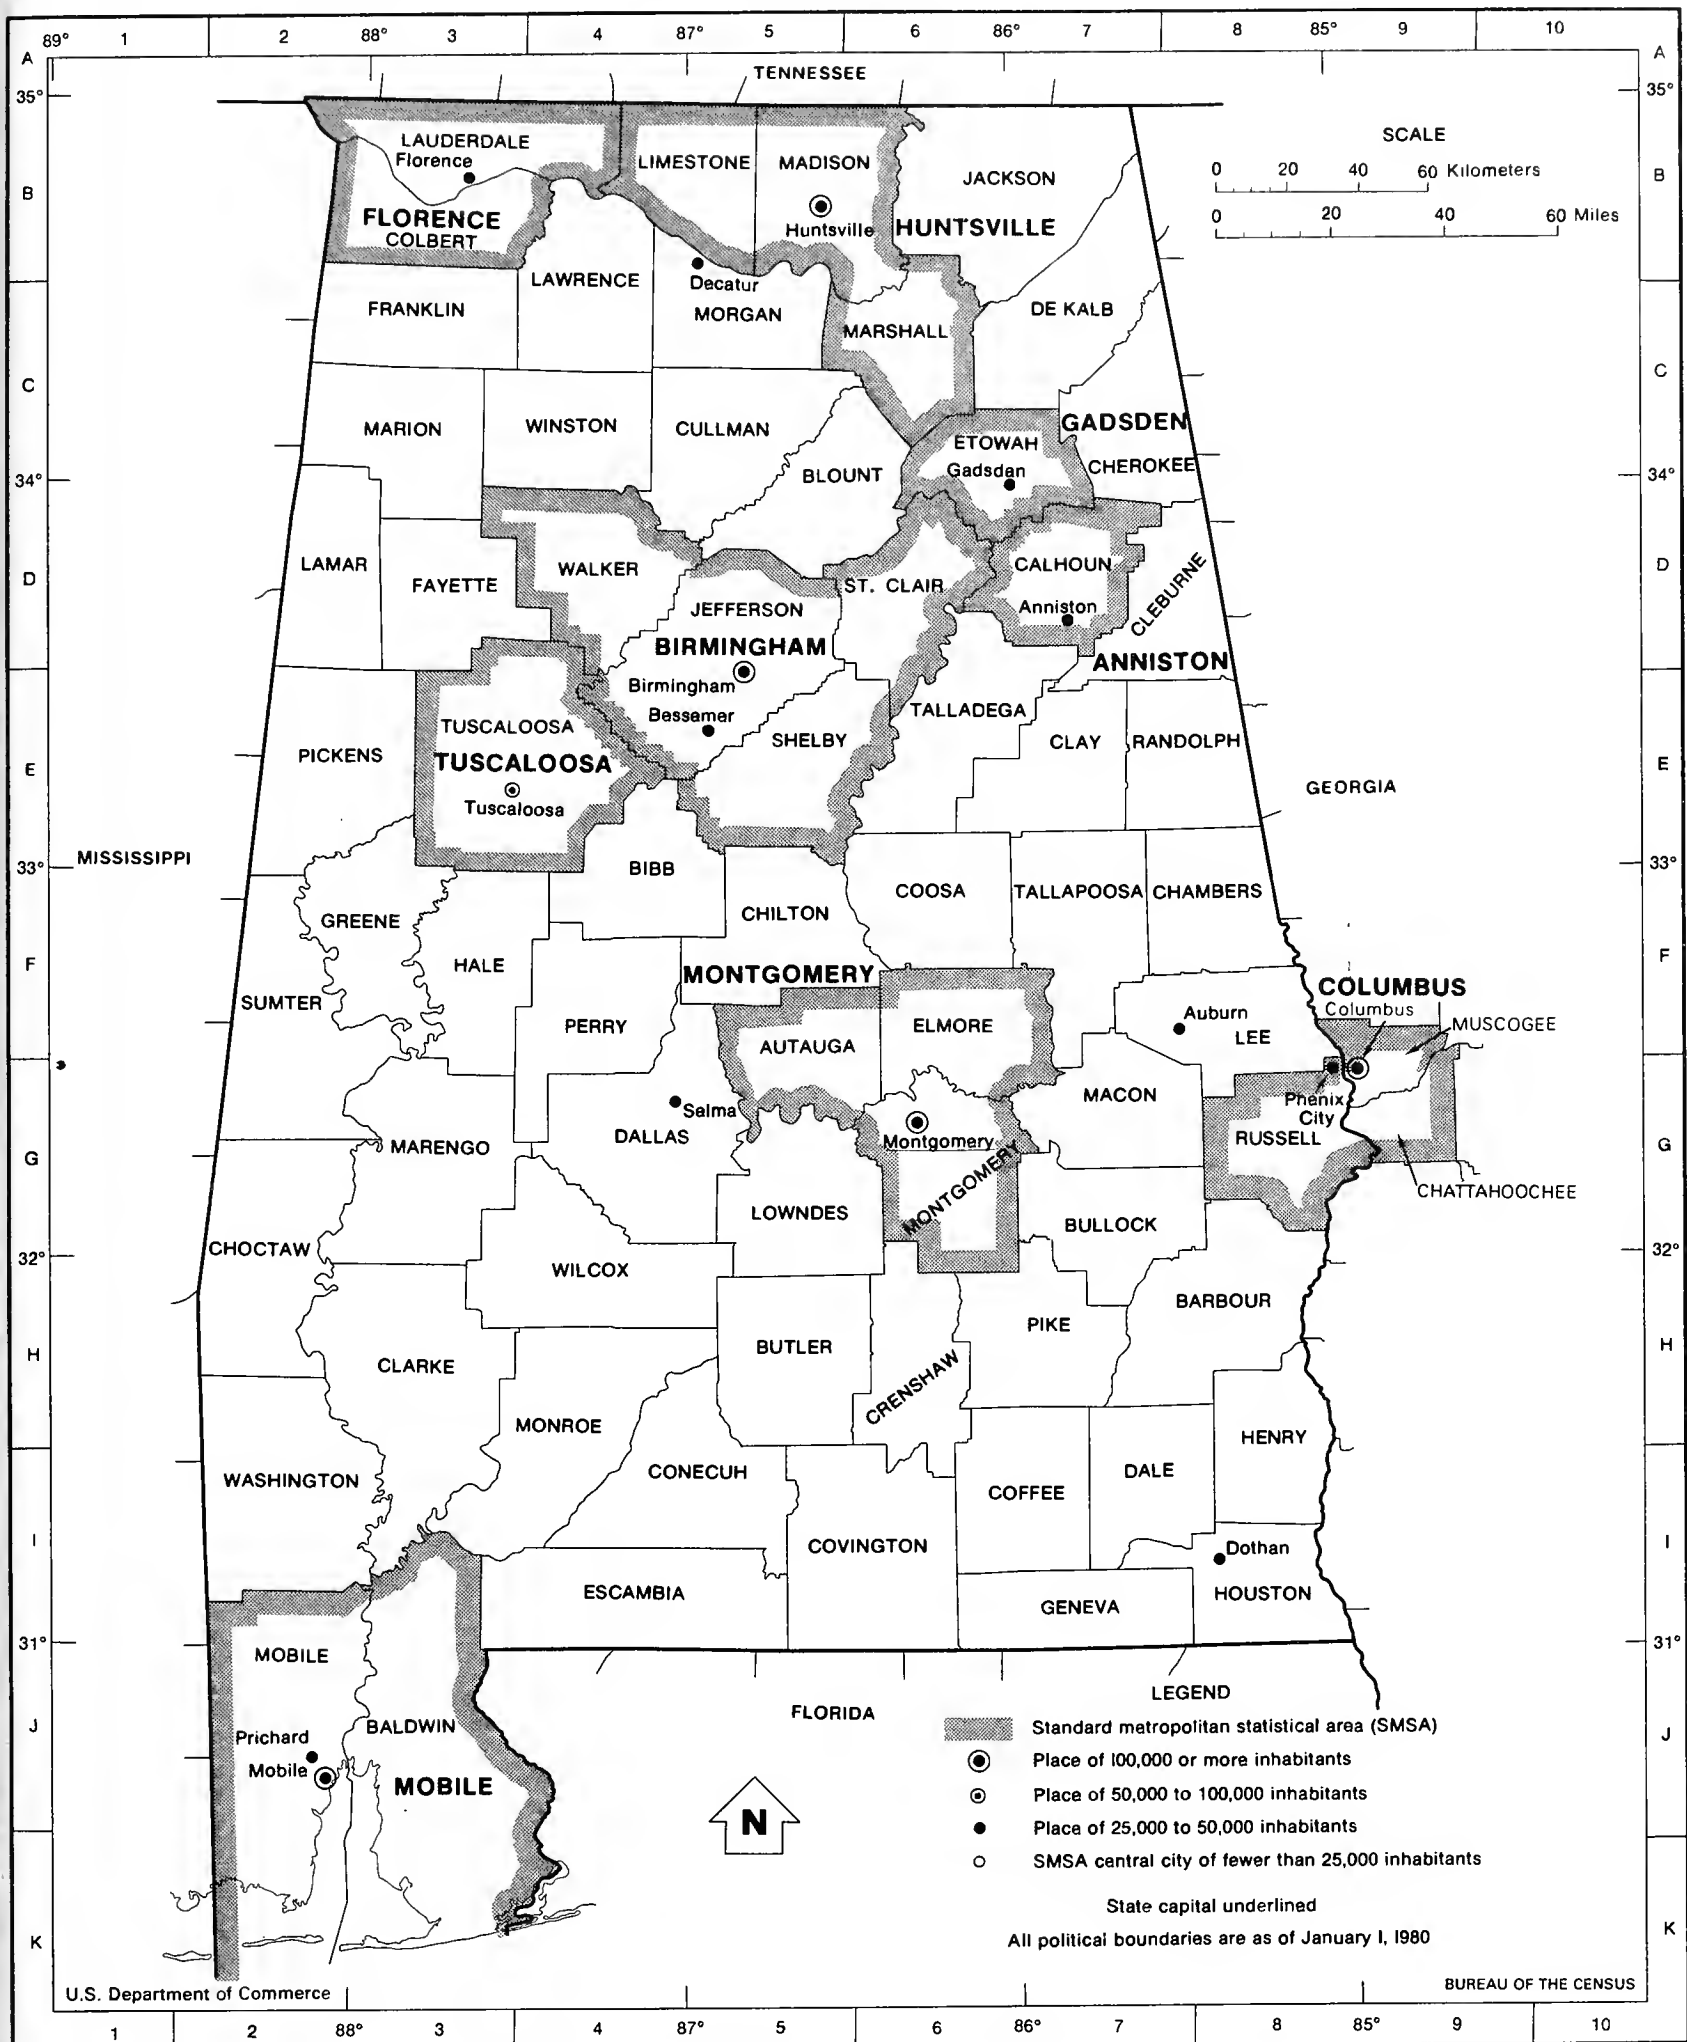 89° 1 2 88° 3 4 87° 5 6 86° 7 8 85° 9 10
A TENNESSEE A
35° 35°
SCALE
0 20 40 60 Kilometers
0 20 40 60 Miles
LAUDERDALE
Florence
LIMESTONE
MADISON
JACKSON
B B
FLORENCE
COLBERT
Huntsville
HUNTSVILLE
LAWRENCE
Decatur
FRANKLIN
MORGAN
MARSHALL
DE KALB
C C
MARION
WINSTON
CULLMAN
GADSDEN
ETOWAH
Gadsdan
CHEROKEE
BLOUNT
34° 34°
LAMAR
WALKER
ST. CLAIR
CALHOUN
D D
FAYETTE
JEFFERSON
Anniston
CLEBURNE
BIRMINGHAM
ANNISTON
Birmingham
Bessemer
TUSCALOOSA
TALLADEGA
PICKENS
TUSCALOOSA
SHELBY
CLAY
RANDOLPH
E E
Tuscaloosa
GEORGIA
MISSISSIPPI
33° 33°
BIBB
COOSA
TALLAPOOSA
CHAMBERS
GREENE
CHILTON
F F
HALE
MONTGOMERY
COLUMBUS
SUMTER
Columbus
PERRY
AUTAUGA
ELMORE
Auburn
LEE
MUSCOGEE
MACON
Phenix
City
Selma
DALLAS
Montgomery
RUSSELL
MARENGO
G G
MONTGOMERY
CHATTAHOOCHEE
LOWNDES
BULLOCK
CHOCTAW
32° 32°
WILCOX
BARBOUR
PIKE
BUTLER
H H
CLARKE
CRENSHAW
MONROE
HENRY
WASHINGTON
CONECUH
COFFEE
DALE
I I
COVINGTON
Dothan
ESCAMBIA
GENEVA
HOUSTON
31° 31°
MOBILE
FLORIDA
J J
BALDWIN
Prichard
Mobile
MOBILE
N
LEGEND
Standard metropolitan statistical area (SMSA)
Place of 100,000 or more inhabitants
Place of 50,000 to 100,000 inhabitants
Place of 25,000 to 50,000 inhabitants
SMSA central city of fewer than 25,000 inhabitants
State capital underlined
All political boundaries are as of January 1, 1980
K K
U.S. Department of Commerce
BUREAU OF THE CENSUS
1 2 88° 3 4 87° 5 6 86° 7 8 85° 9 10